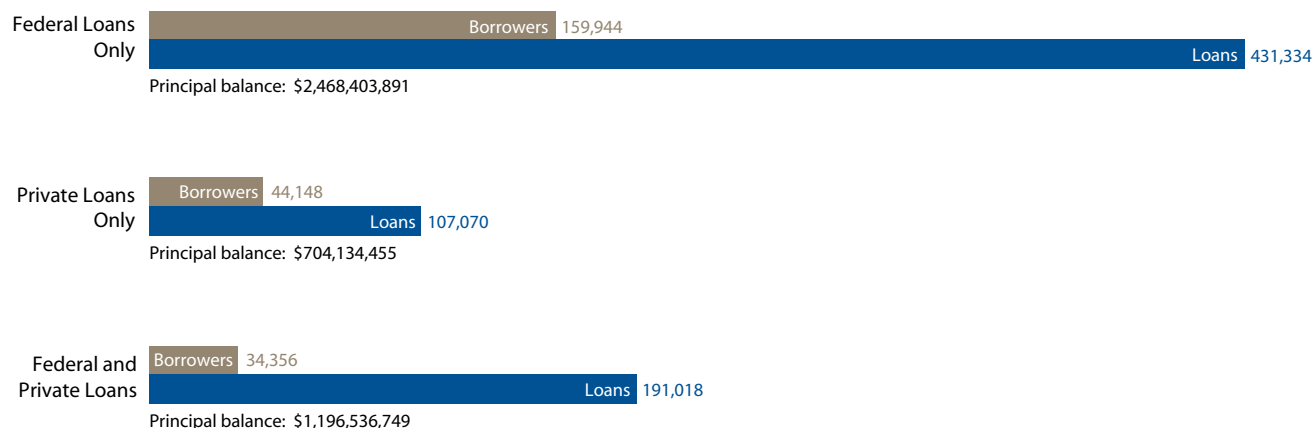 Federal Loans
Only
Borrowers 159,944
Loans 431,334
Principal balance: $2,468,403,891
Private Loans
Only
Borrowers 44,148
Loans 107,070
Principal balance: $704,134,455
Federal and
Private Loans
Borrowers 34,356
Loans 191,018
Principal balance: $1,196,536,749